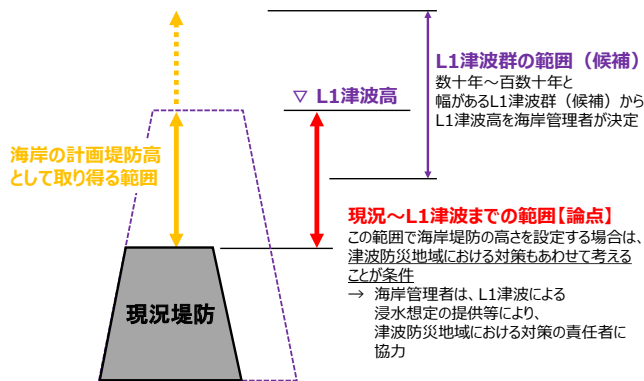 L1津波群の範囲（候補）
数十年～百数十年と
幅があるL1津波群（候補）から
L1津波高を海岸管理者が決定
▽ L1津波高
海岸の計画堤防高
として取り得る範囲
現況～L1津波までの範囲【論点】
この範囲で海岸堤防の高さを設定する場合は、
津波防災地域における対策もあわせて考える
ことが条件
→ 海岸管理者は、L1津波による
浸水想定の提供等により、
津波防災地域における対策の責任者に
協力
現況堤防